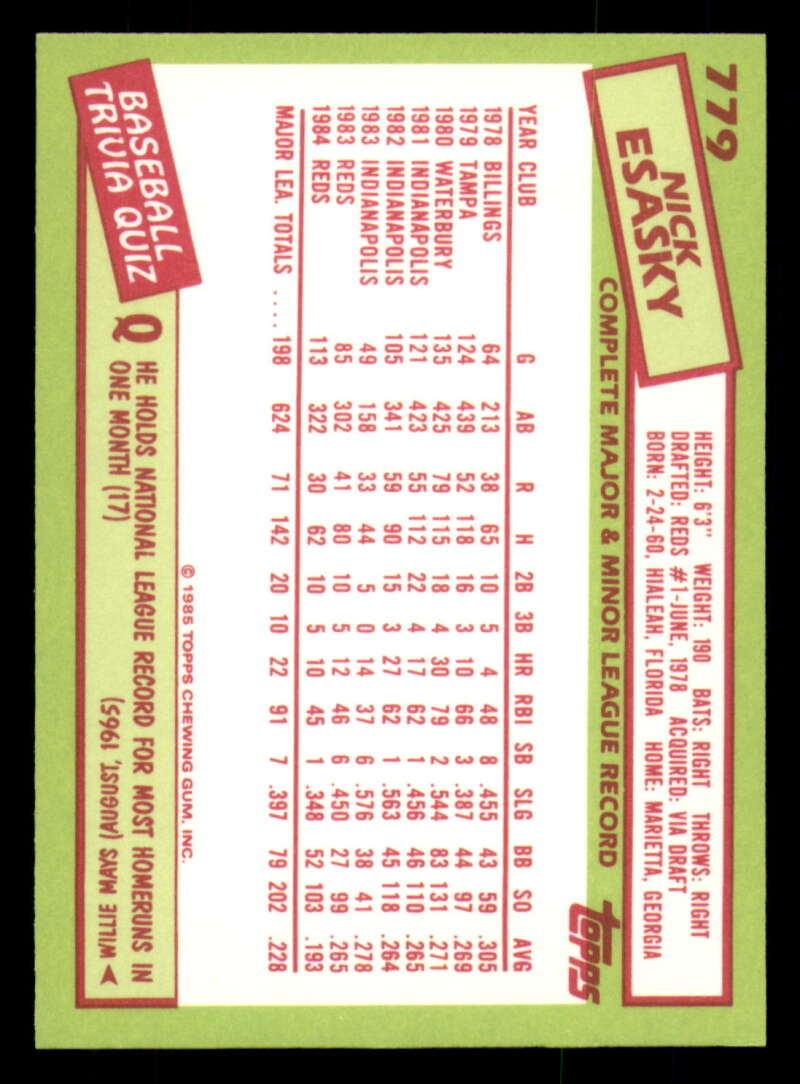 779
NICK
ESASKY
HEIGHT: 6'3" WEIGHT: 190 BATS: RIGHT THROWS: RIGHT
DRAFTED: REDS #1-JUNE, 1978 ACQUIRED: VIA DRAFT
BORN: 2-24-60, HIALEAH, FLORIDA HOME: MARIETTA, GEORGIA
COMPLETE MAJOR & MINOR LEAGUE RECORD
topps
YEAR CLUB G AB R H 2B 3B HR RBI SB SLG BB SO AVG
1978 BILLINGS 64 213 38 65 10 5 4 48 8 .455 43 59 .305
1979 TAMPA 124 439 52 118 16 3 10 66 3 .387 44 97 .269
1980 WATERBURY 135 425 79 115 18 4 30 79 2 .544 83 131 .271
1981 INDIANAPOLIS 121 423 55 112 22 4 17 62 1 .456 46 110 .265
1982 INDIANAPOLIS 105 341 59 90 15 3 27 62 1 .563 45 118 .264
1983 INDIANAPOLIS 49 158 33 44 5 0 14 37 6 .576 38 41 .278
1983 REDS 85 302 41 80 10 5 12 46 6 .450 27 99 .265
1984 REDS 113 322 30 62 10 5 10 45 1 .348 52 103 .193
MAJOR LEA. TOTALS .... 198 624 71 142 20 10 22 91 7 .397 79 202 .228
© 1985 TOPPS CHEWING GUM, INC.
BASEBALL
TRIVIA QUIZ
Q HE HOLDS NATIONAL LEAGUE RECORD FOR MOST HOMERUNS IN
ONE MONTH (17)
WILLIE MAYS (AUGUST, 1965)